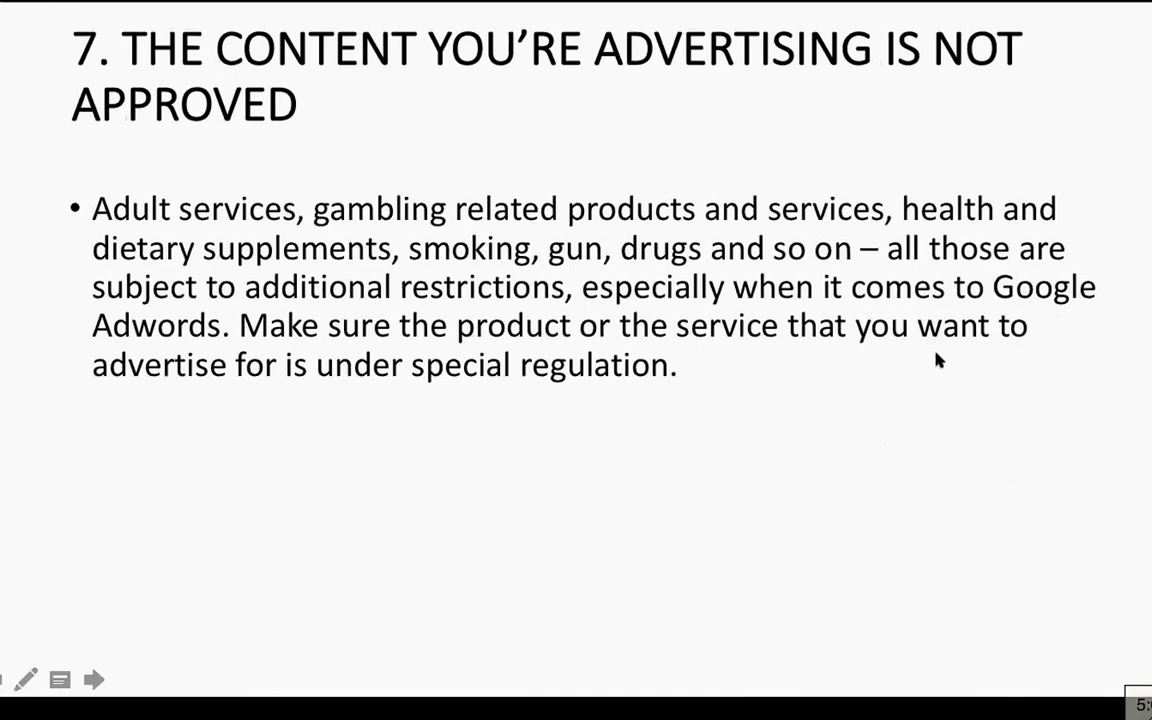 7. THE CONTENT YOU’RE ADVERTISING IS NOT
APPROVED
• Adult services, gambling related products and services, health and
dietary supplements, smoking, gun, drugs and so on – all those are
subject to additional restrictions, especially when it comes to Google
Adwords. Make sure the product or the service that you want to
advertise for is under special regulation.